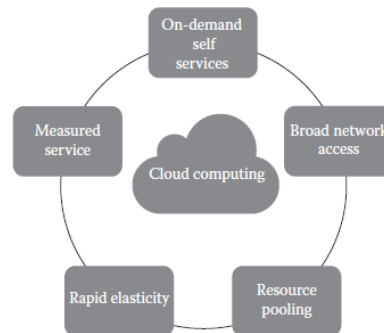 On-demand
self
services
Measured
service
Broad network
access
Cloud computing
Rapid elasticity
Resource
pooling